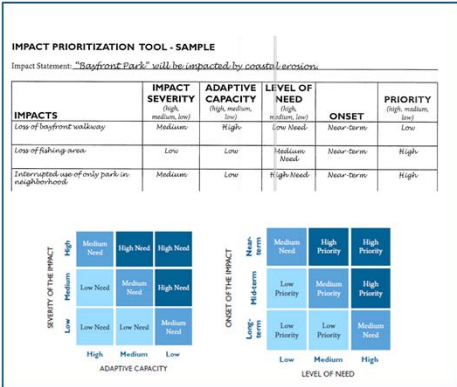 IMPACT PRIORITIZATION TOOL - SAMPLE
Impact Statement: "Bayfront Park" will be impacted by coastal erosion.
IMPACTS
IMPACT SEVERITY (high, medium, low)
ADAPTIVE CAPACITY (high, medium, low)
LEVEL OF NEED (high, medium, low)
ONSET
PRIORITY (high, medium, low)
Loss of bayfront walkway Medium High Low Need Near-term Low
Loss of fishing area Low Low Medium Need Near-term High
Interrupted use of only park in neighborhood Medium Low High Need Near-term High
SEVERITY OF THE IMPACT
High Medium Need High Need High Need
Medium Low Need Medium Need High Need
Low Low Need Low Need Medium Need
High Medium Low
ADAPTIVE CAPACITY
ONSET OF THE IMPACT
Near-term Medium Need High Priority High Priority
Mid-term Low Priority Medium Priority High Priority
Long-term Low Priority Low Priority Medium Need
Low Medium High
LEVEL OF NEED